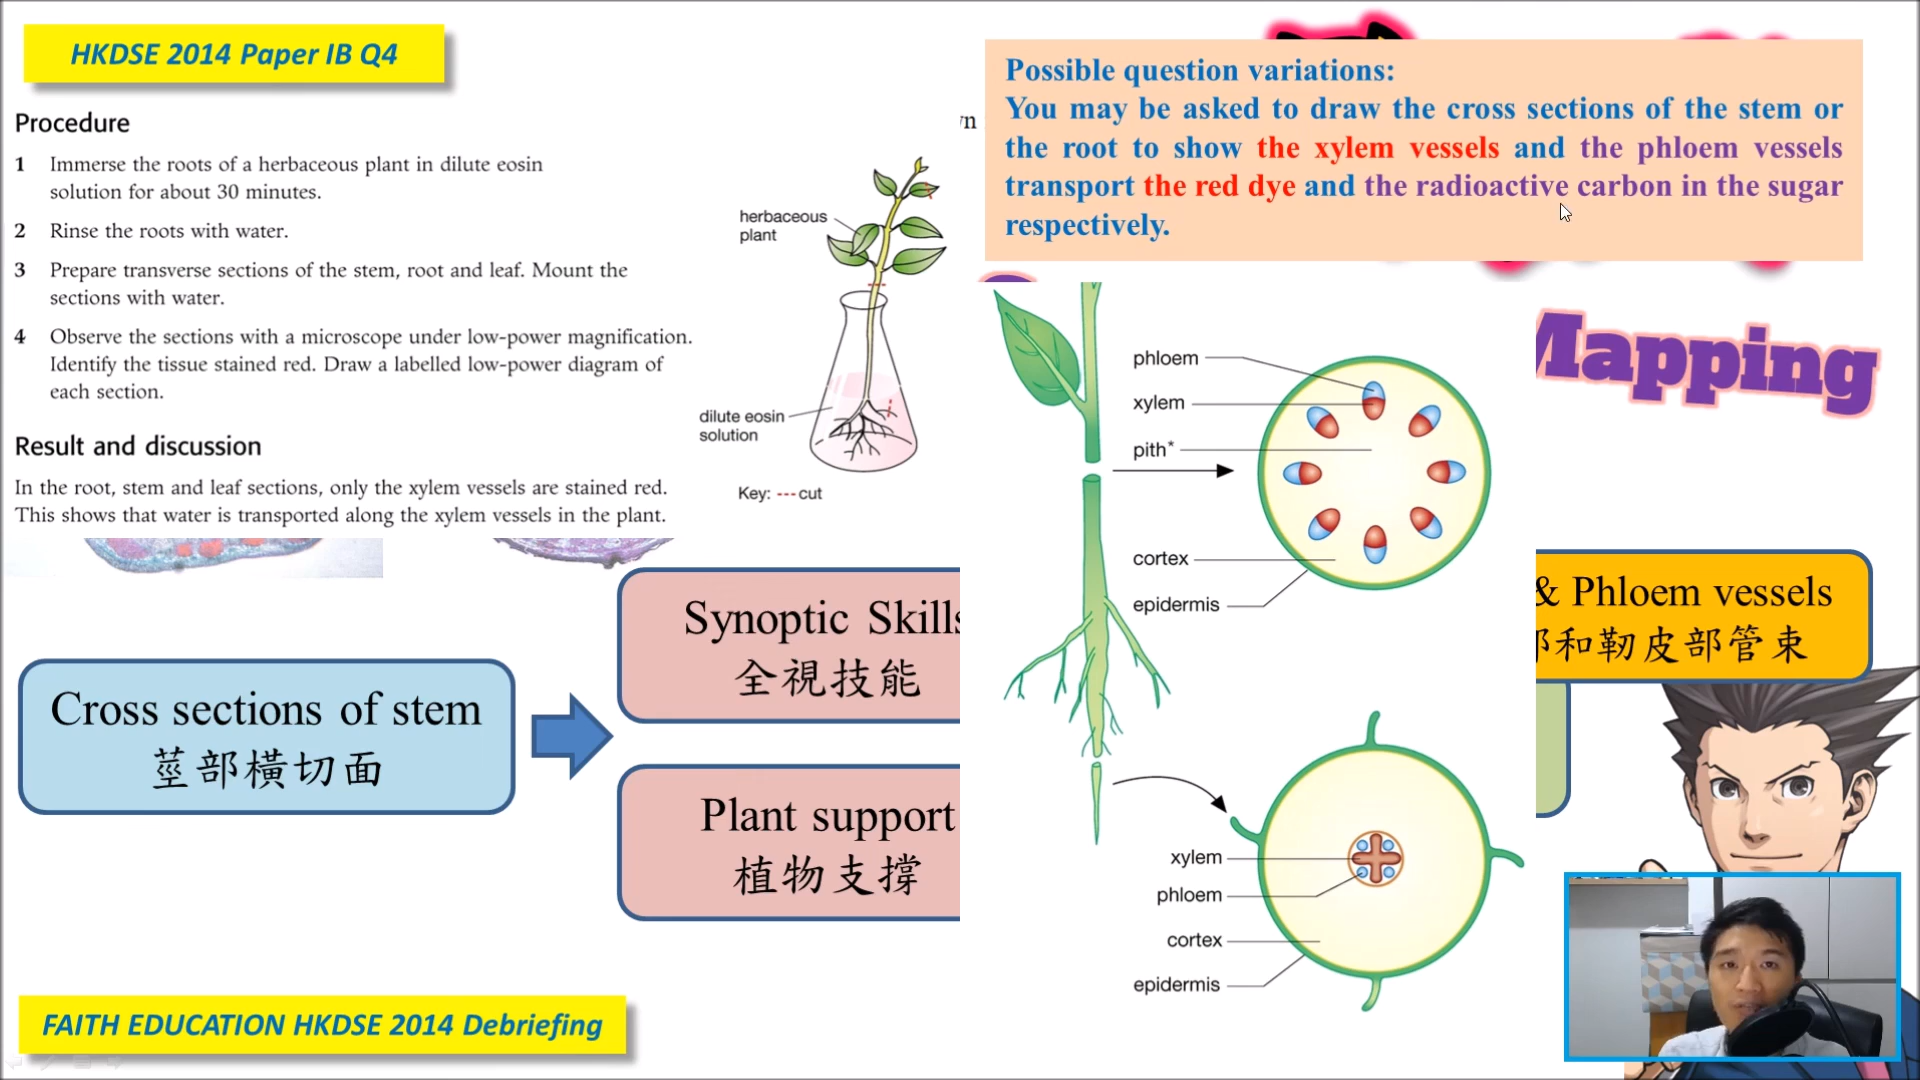 HKDSE 2014 Paper IB Q4
Procedure
1 Immerse the roots of a herbaceous plant in dilute eosin
solution for about 30 minutes.
2 Rinse the roots with water.
3 Prepare transverse sections of the stem, root and leaf. Mount the
sections with water.
4 Observe the sections with a microscope under low-power magnification.
Identify the tissue stained red. Draw a labelled low-power diagram of
each section.
Result and discussion
In the root, stem and leaf sections, only the xylem vessels are stained red.
This shows that water is transported along the xylem vessels in the plant.
herbaceous
plant
dilute eosin
solution
Key: --- cut
Possible question variations:
You may be asked to draw the cross sections of the stem or
the root to show the xylem vessels and the phloem vessels
transport the red dye and the radioactive carbon in the sugar
respectively.
Mapping
phloem
xylem
pith*
cortex
epidermis
xylem
phloem
cortex
epidermis
Cross sections of stem
莖部橫切面
Synoptic Skills
全視技能
Plant support
植物支撐
& Phloem vessels
部和韌皮部管束
FAITH EDUCATION HKDSE 2014 Debriefing